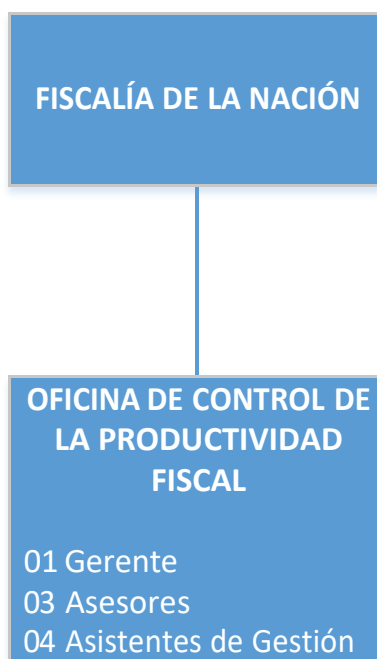 FISCALÍA DE LA NACIÓN
OFICINA DE CONTROL DE
LA PRODUCTIVIDAD
FISCAL
01 Gerente
03 Asesores
04 Asistentes de Gestión